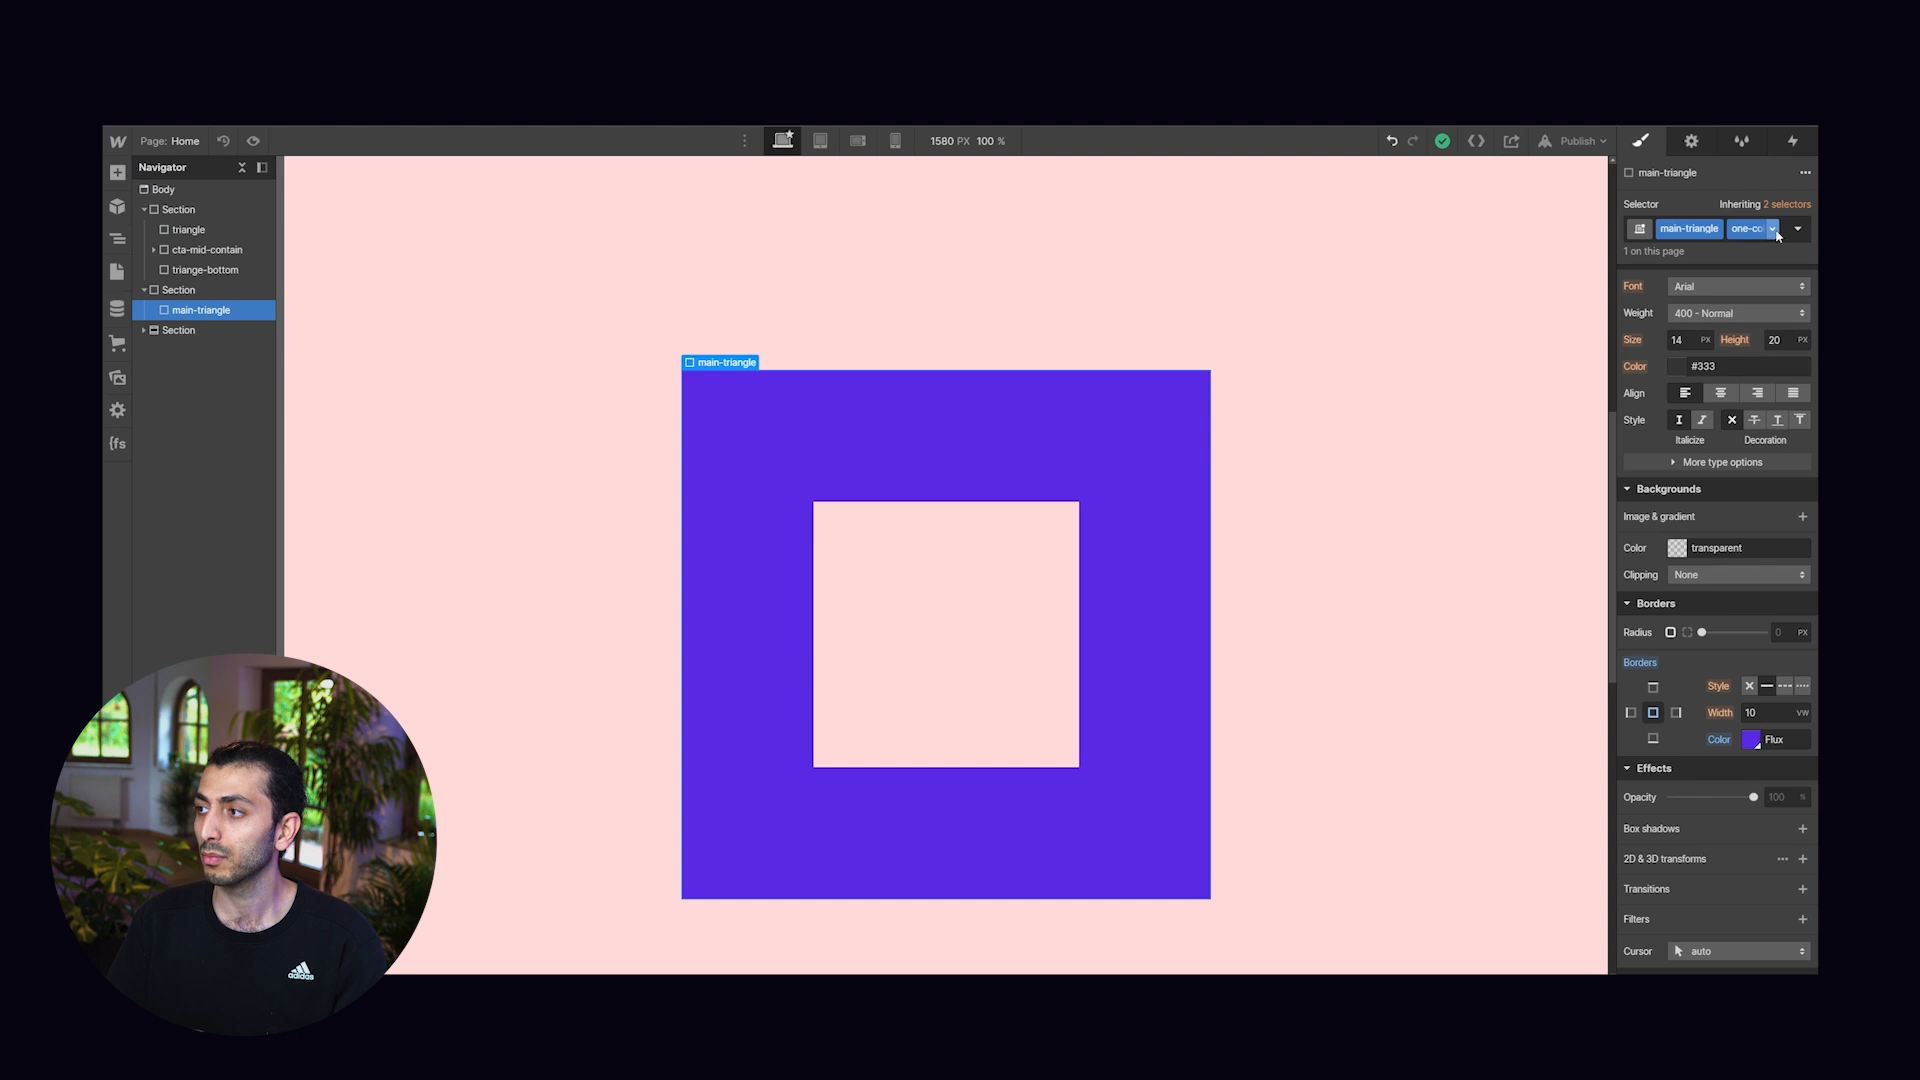 Page: Home
1580 PX 100 %
Publish
Navigator
Body
Section
triangle
cta-mid-contain
triange-bottom
Section
main-triangle
Section
{fs
main-triangle
main-triangle
Selector
Inheriting 2 selectors
main-triangle
one-co
1 on this page
Font
Arial
Weight
400 - Normal
Size
14 PX
Height
20 PX
Color
#333
Align
Style
Italicize
Decoration
More type options
Backgrounds
Image & gradient
Color
transparent
Clipping
None
Borders
Radius
0 PX
Borders
Style
Width
10 VW
Color
Flux
Effects
Opacity
100 %
Box shadows
2D & 3D transforms
Transitions
Filters
Cursor
auto
adidas